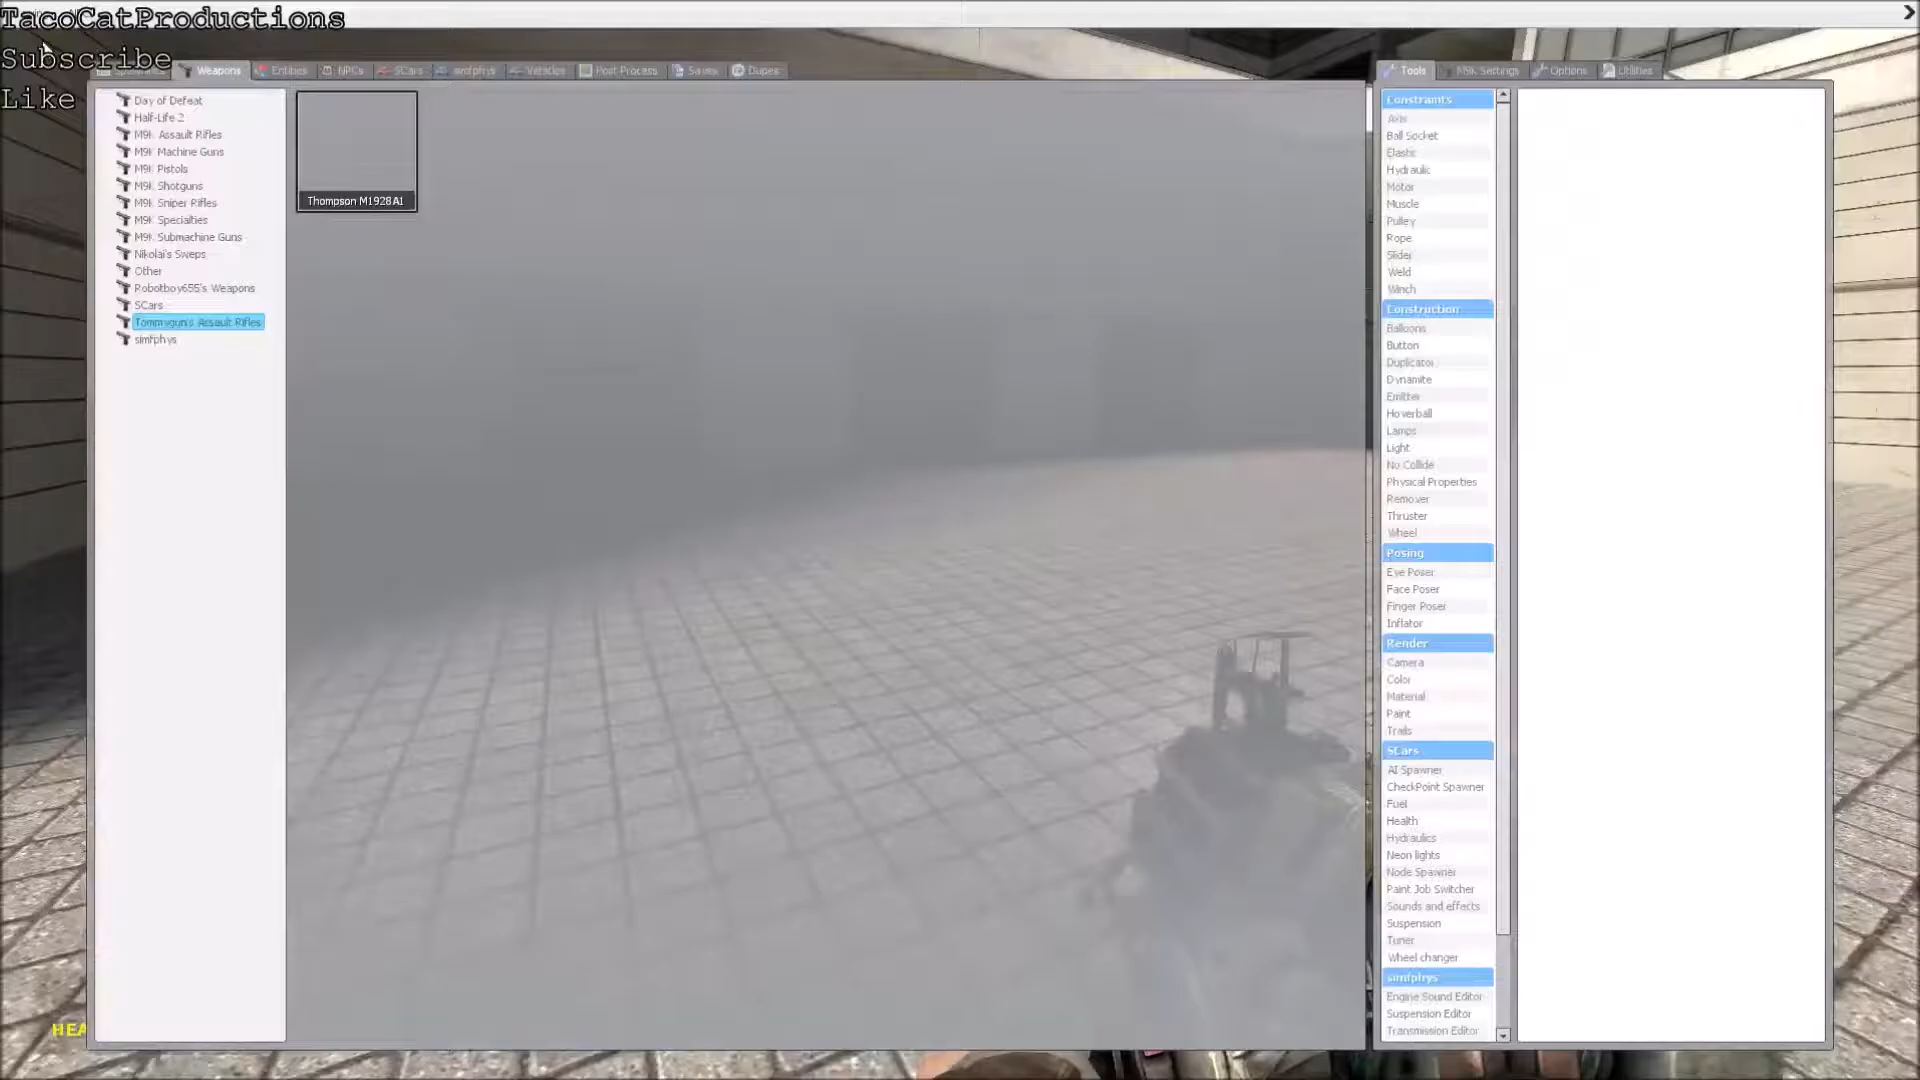 TacoCatProductions
Subscribe
Like
Weapons
Entities
NPCs
SCars
simfphys
Vehicles
Post Process
Saves
Dupes
Tools
M9K Settings
Options
Utilities
Day of Defeat
Half-Life 2
M9K Assault Rifles
M9K Machine Guns
M9K Pistols
M9K Shotguns
M9K Sniper Rifles
M9K Specialties
M9K Submachine Guns
Nikolai's Sweps
Other
Robotboy655's Weapons
SCars
Tommygun's Assault Rifles
simfphys
Thompson M1928A1
Constraints
Axis
Ball Socket
Elastic
Hydraulic
Motor
Muscle
Pulley
Rope
Slider
Weld
Winch
Construction
Balloons
Button
Duplicator
Dynamite
Emitter
Hoverball
Lamps
Light
No Collide
Physical Properties
Remover
Thruster
Wheel
Posing
Eye Poser
Face Poser
Finger Poser
Inflator
Render
Camera
Color
Material
Paint
Trails
SCars
AI Spawner
CheckPoint Spawner
Fuel
Health
Hydraulics
Neon lights
Node Spawner
Paint Job Switcher
Sounds and effects
Suspension
Tuner
Wheel changer
simfphys
Engine Sound Editor
Suspension Editor
Transmission Editor
HEA